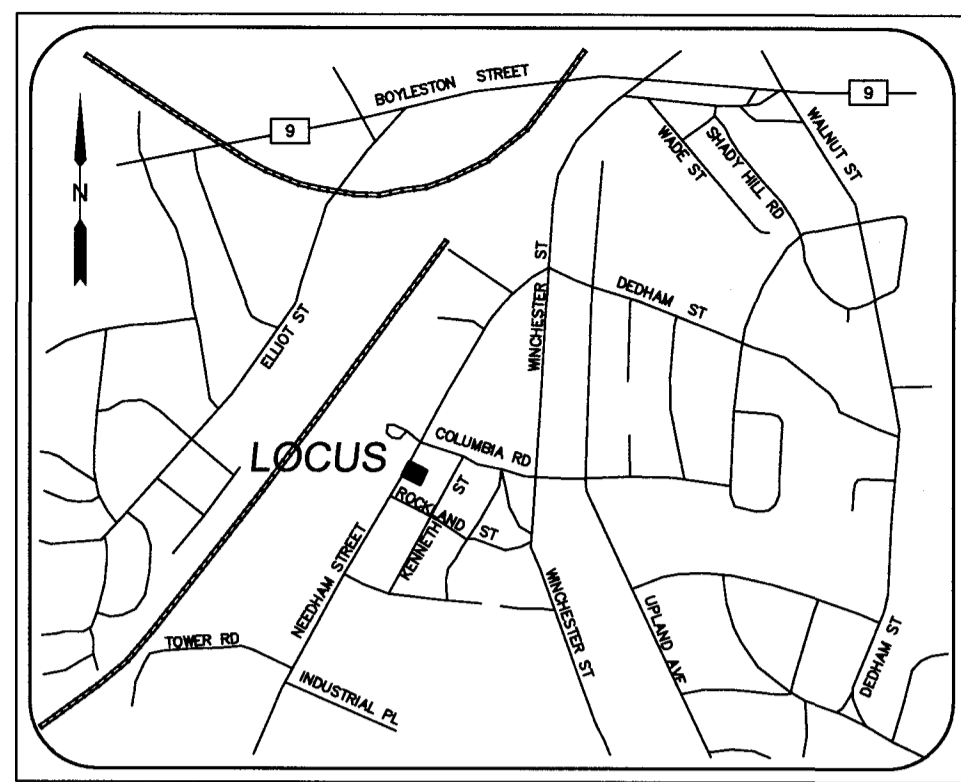 BOYLESTON STREET
9
9
N
WALNUT ST
SHADY HILL RD
WADE ST
WINCHESTER ST
DEDHAM ST
ELLIOT ST
COLUMBIA RD
LOCUS
ROCKLAND ST
KENNETH ST
NEEDHAM STREET
WINCHESTER ST
UPLAND AVE
DEDHAM ST
TOWER RD
INDUSTRIAL PL